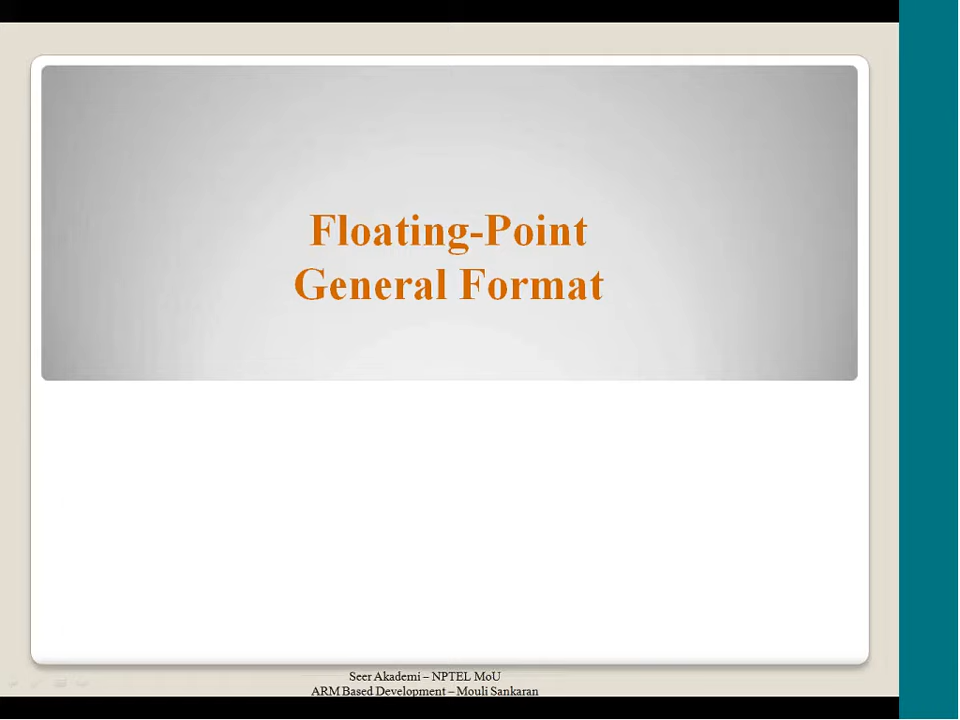 Floating-Point
General Format
Seer Akademi – NPTEL MoU
ARM Based Development – Mouli Sankaran